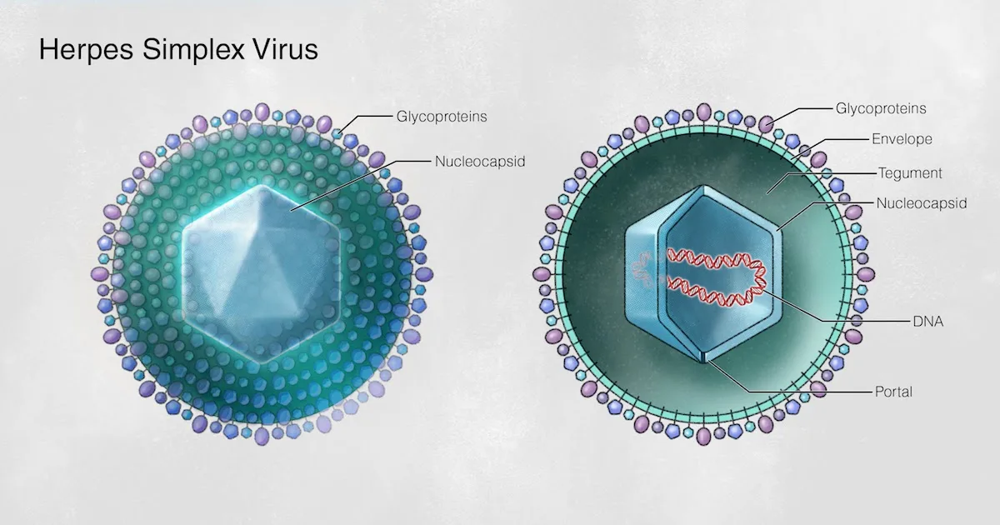 Herpes Simplex Virus
Glycoproteins
Nucleocapsid
Glycoproteins
Envelope
Tegument
Nucleocapsid
DNA
Portal